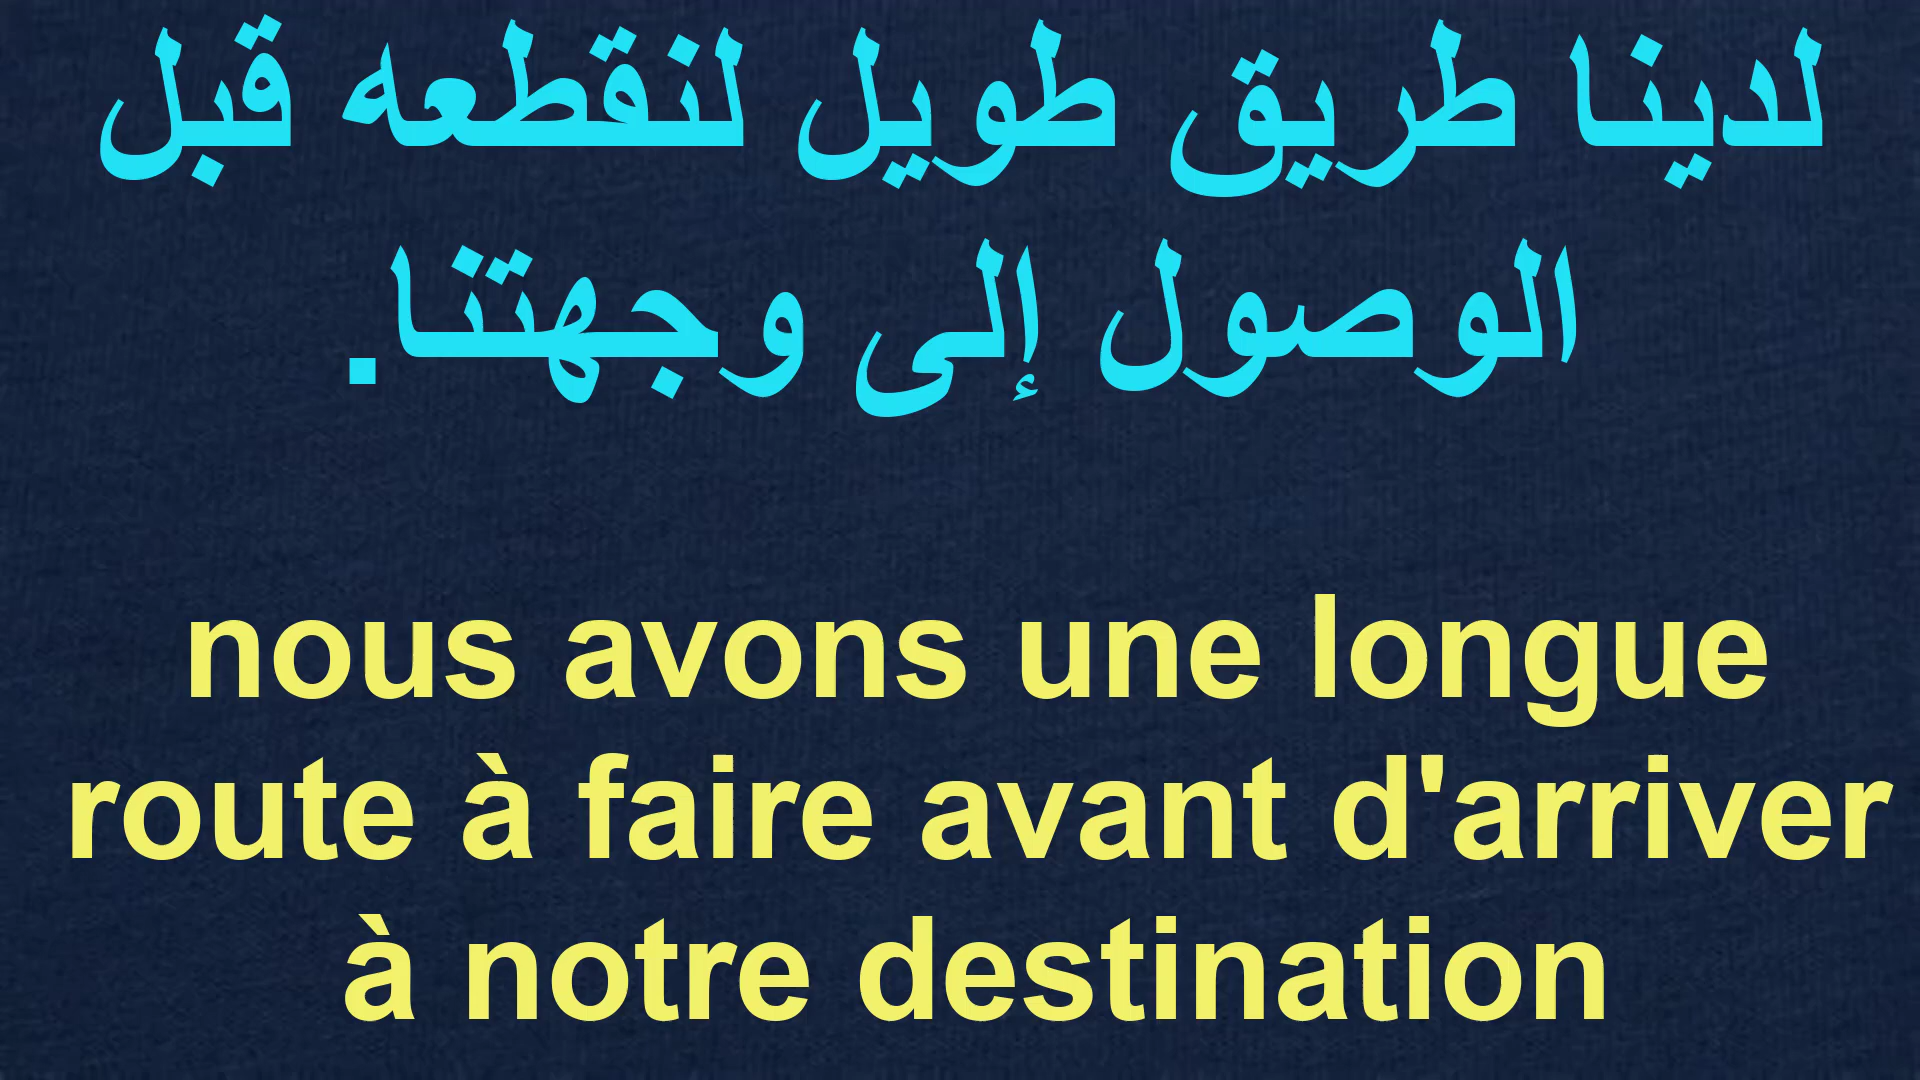 لدينا طريق طويل لنقطعه قبل
الوصول إلى وجهتنا.
nous avons une longue
route à faire avant d'arriver
à notre destination